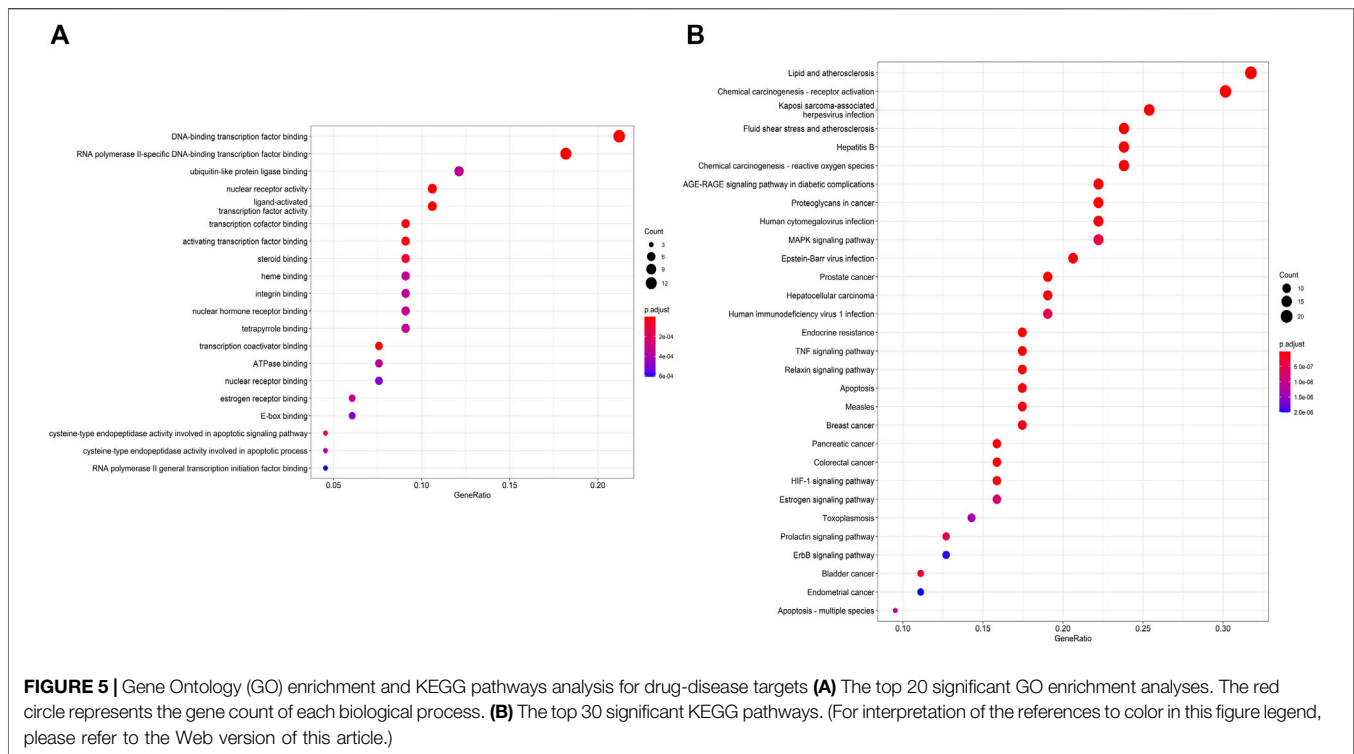 A
DNA-binding transcription factor binding
RNA polymerase II-specific DNA-binding transcription factor binding
ubiquitin-like protein ligase binding
nuclear receptor activity
ligand-activated
transcription factor activity
transcription cofactor binding
activating transcription factor binding
steroid binding
heme binding
integrin binding
nuclear hormone receptor binding
tetrapyrrole binding
transcription coactivator binding
ATPase binding
nuclear receptor binding
estrogen receptor binding
E-box binding
cysteine-type endopeptidase activity involved in apoptotic signaling pathway
cysteine-type endopeptidase activity involved in apoptotic process
RNA polymerase II general transcription initiation factor binding
0.05 0.10 0.15 0.20
GeneRatio
Count
3
6
9
12
p.adjust
2e-04
4e-04
6e-04
B
Lipid and atherosclerosis
Chemical carcinogenesis - receptor activation
Kaposi sarcoma-associated
herpesvirus infection
Fluid shear stress and atherosclerosis
Hepatitis B
Chemical carcinogenesis - reactive oxygen species
AGE-RAGE signaling pathway in diabetic complications
Proteoglycans in cancer
Human cytomegalovirus infection
MAPK signaling pathway
Epstein-Barr virus infection
Prostate cancer
Hepatocellular carcinoma
Human immunodeficiency virus 1 infection
Endocrine resistance
TNF signaling pathway
Relaxin signaling pathway
Apoptosis
Measles
Breast cancer
Pancreatic cancer
Colorectal cancer
HIF-1 signaling pathway
Estrogen signaling pathway
Toxoplasmosis
Prolactin signaling pathway
ErbB signaling pathway
Bladder cancer
Endometrial cancer
Apoptosis - multiple species
0.10 0.15 0.20 0.25 0.30
GeneRatio
Count
10
15
20
p.adjust
5.0e-07
1.0e-06
1.5e-06
2.0e-06
FIGURE 5 | Gene Ontology (GO) enrichment and KEGG pathways analysis for drug-disease targets (A) The top 20 significant GO enrichment analyses. The red
circle represents the gene count of each biological process. (B) The top 30 significant KEGG pathways. (For interpretation of the references to color in this figure legend,
please refer to the Web version of this article.)